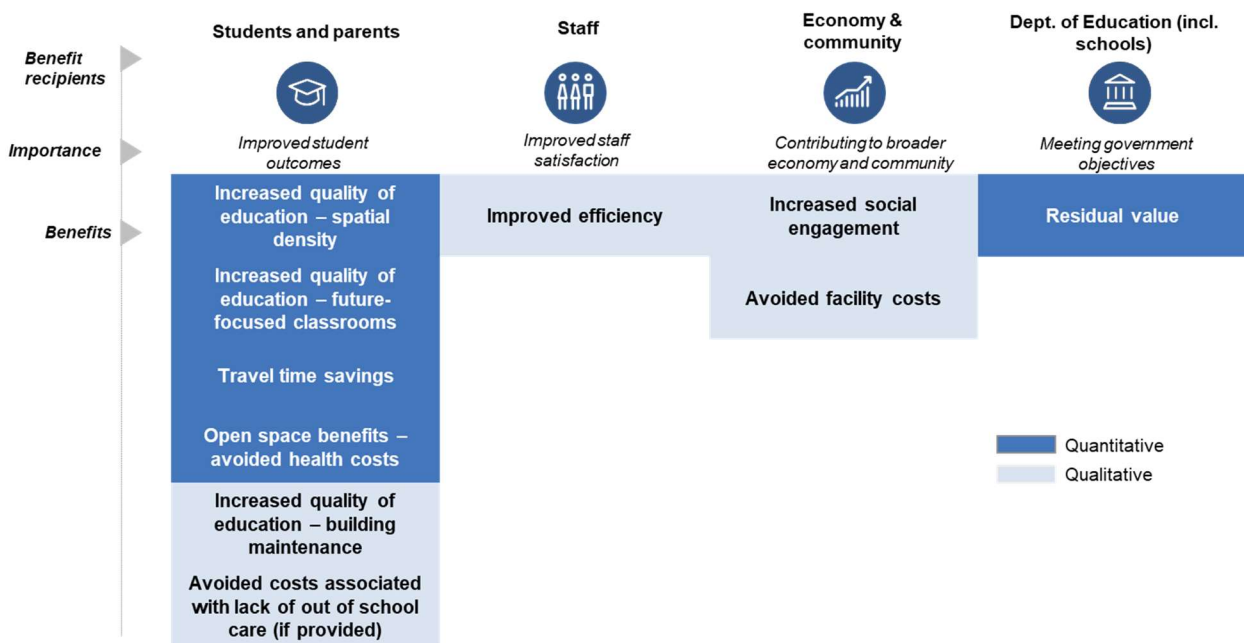 Benefit
recipients
Students and parents
Staff
Economy &
community
Dept. of Education (incl.
schools)
Importance
Improved student
outcomes
Improved staff
satisfaction
Contributing to broader
economy and community
Meeting government
objectives
Benefits
Increased quality of
education – spatial
density
Improved efficiency
Increased social
engagement
Residual value
Increased quality of
education – future-
focused classrooms
Avoided facility costs
Travel time savings
Open space benefits –
avoided health costs
Increased quality of
education – building
maintenance
Avoided costs associated
with lack of out of school
care (if provided)
Quantitative
Qualitative